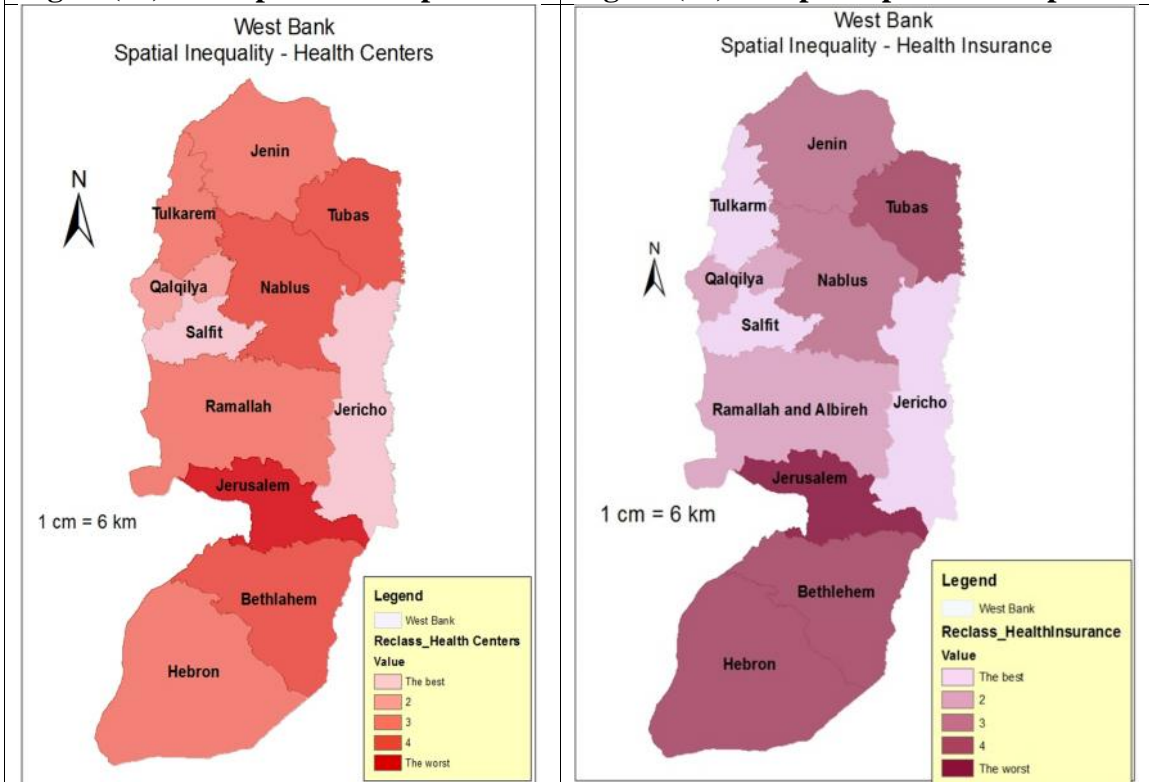 West Bank
Spatial Inequality - Health Centers
Jenin
N
Tulkarem
Tubas
Qalqilya
Nablus
Salfit
Ramallah
Jericho
Jerusalem
1 cm = 6 km
Bethlahem
Hebron
Legend
West Bank
Reclass_Health Centers
Value
The best
2
3
4
The worst
West Bank
Spatial Inequality - Health Insurance
Jenin
Tulkarm
Tubas
N
Qalqilya
Nablus
Salfit
Ramallah and Albireh
Jericho
Jerusalem
1 cm = 6 km
Bethlehem
Hebron
Legend
West Bank
Reclass_HealthInsurance
Value
The best
2
3
4
The worst